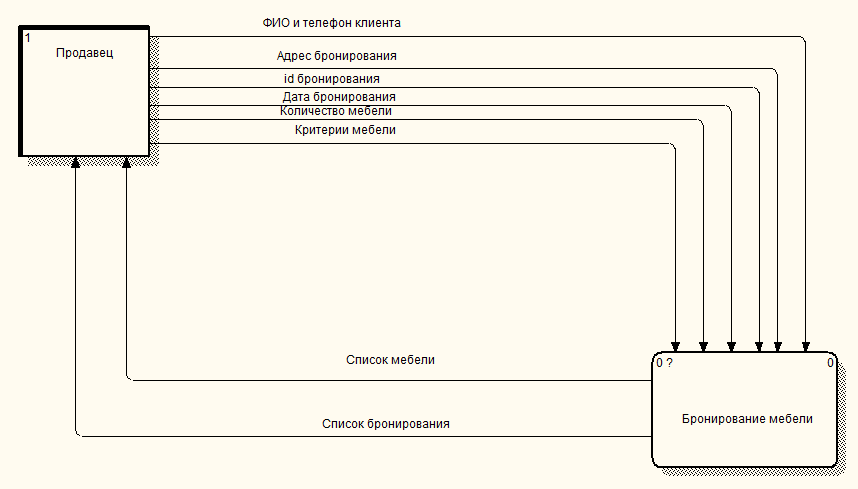 ФИО и телефон клиента
1
Продавец
Адрес бронирования
id бронирования
Дата бронирования
Количество мебели
Критерии мебели
Список мебели
0 ?
0
Бронирование мебели
Список бронирования